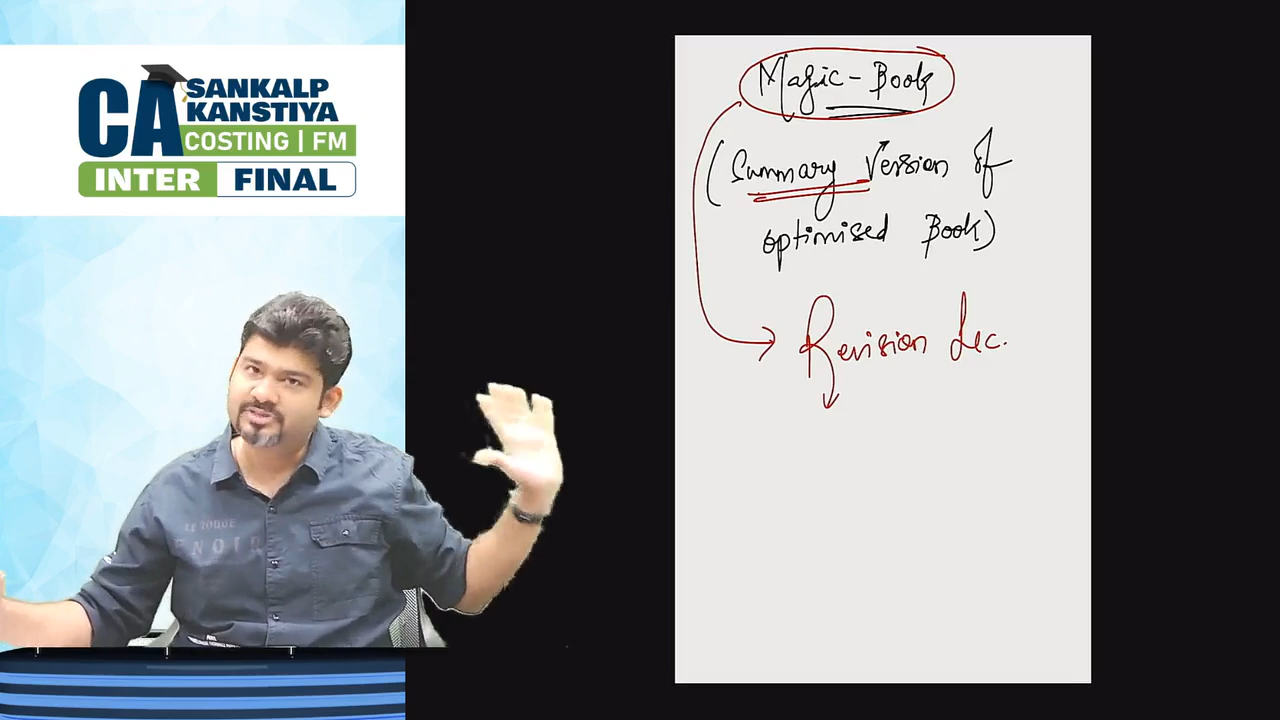 CA
SANKALP
KANSTIYA
COSTING | FM
INTER FINAL
Magic-Book
(Summary Version of
optimised Book)
Revision Lec.